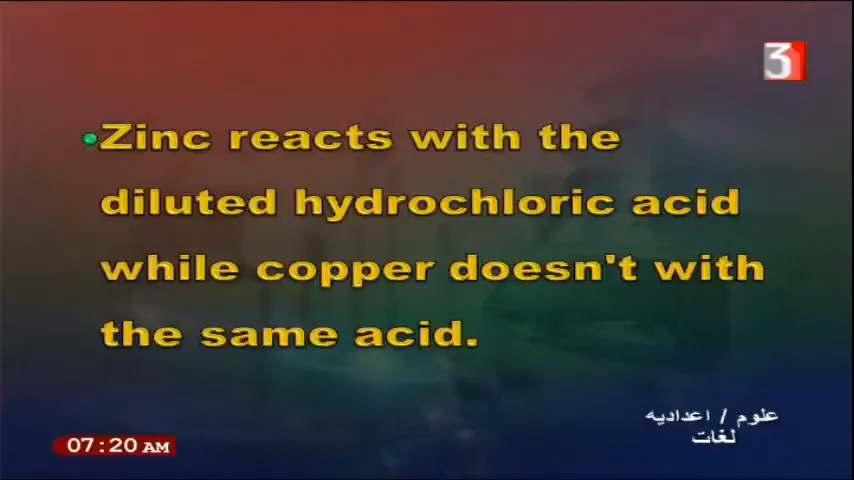 3
•Zinc reacts with the
diluted hydrochloric acid
while copper doesn't with
the same acid.
علوم / اعداديه
لغات
07:20 AM